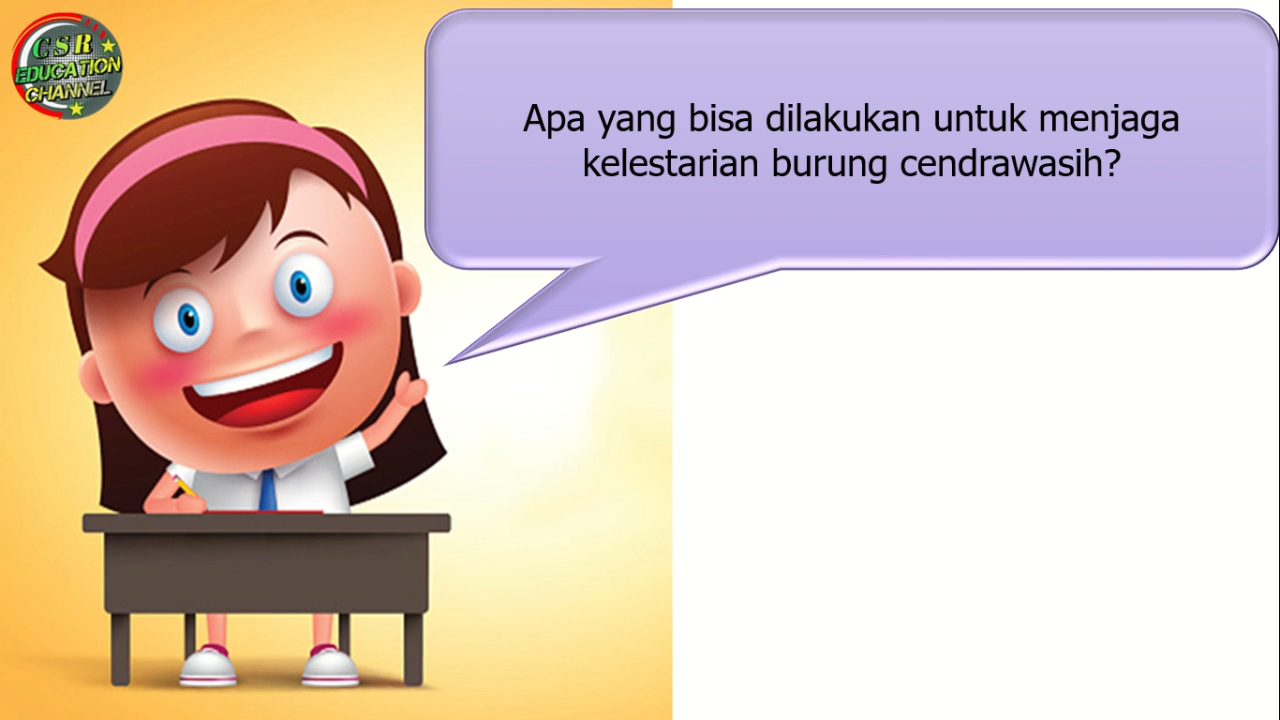 CSR
EDUCATION
CHANNEL
Apa yang bisa dilakukan untuk menjaga
kelestarian burung cendrawasih?